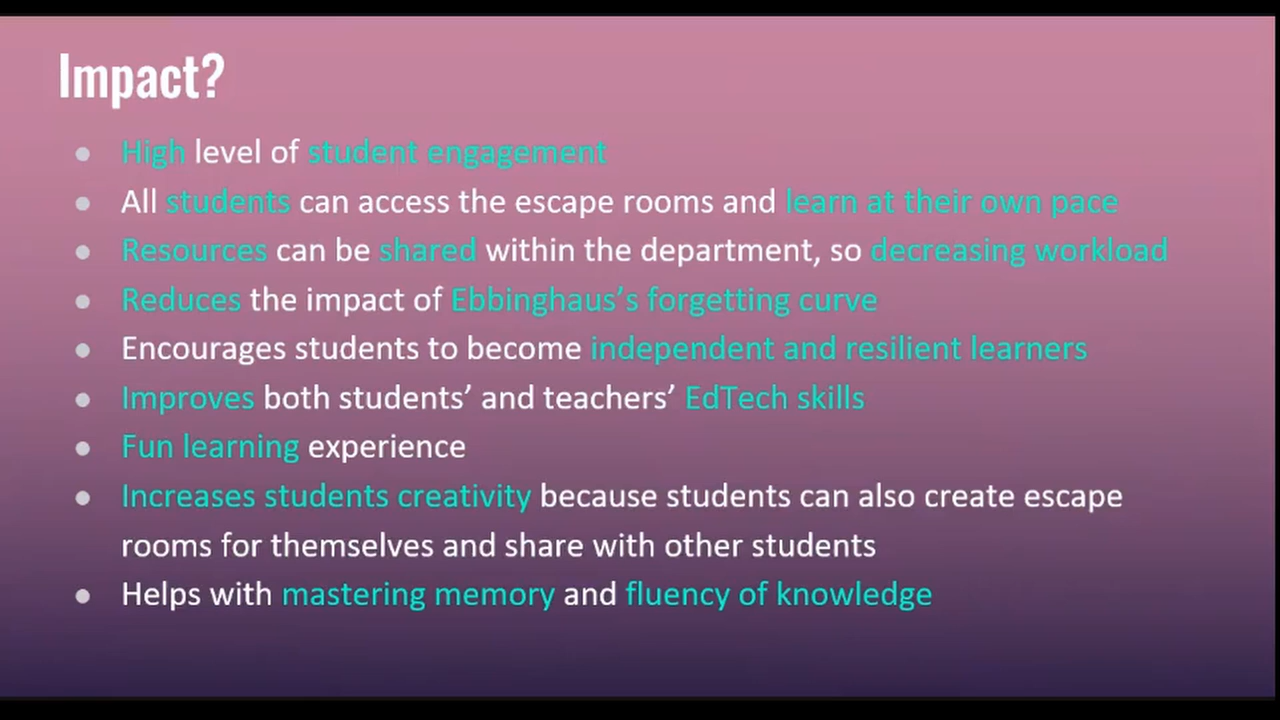 Impact?
● High level of student engagement
● All students can access the escape rooms and learn at their own pace
● Resources can be shared within the department, so decreasing workload
● Reduces the impact of Ebbinghaus’s forgetting curve
● Encourages students to become independent and resilient learners
● Improves both students’ and teachers’ EdTech skills
● Fun learning experience
● Increases students creativity because students can also create escape
rooms for themselves and share with other students
● Helps with mastering memory and fluency of knowledge